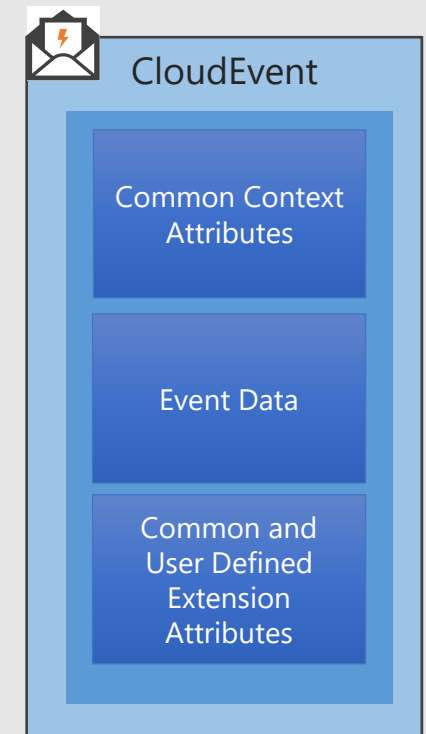 CloudEvent
Common Context
Attributes
Event Data
Common and
User Defined
Extension
Attributes